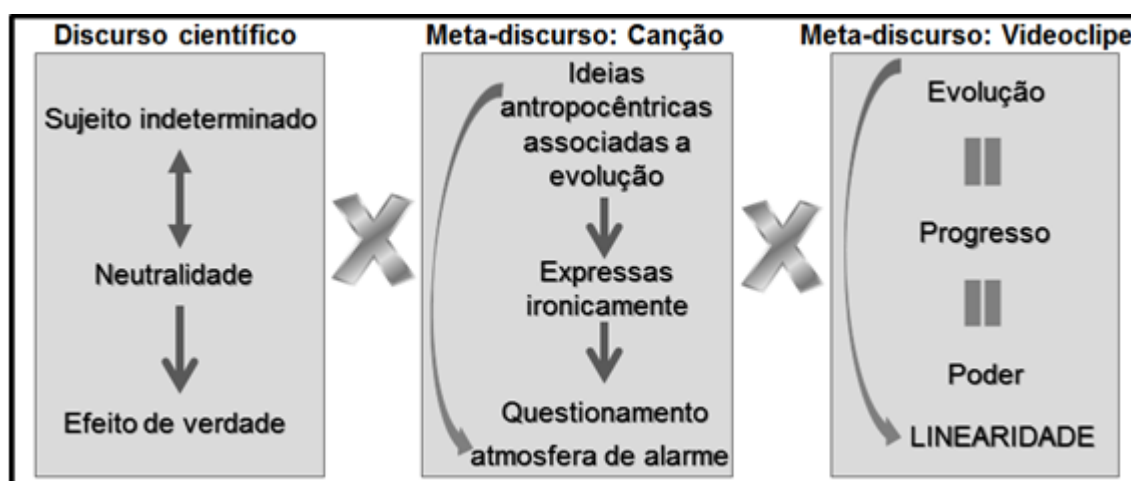 Discurso científico
Sujeito indeterminado
Neutralidade
Efeito de verdade
Meta-discurso: Canção
Ideias
antropocêntricas
associadas a
evolução
Expressas
ironicamente
Questionamento
atmosfera de alarme
Meta-discurso: Videoclipe
Evolução
Progresso
Poder
LINEARIDADE